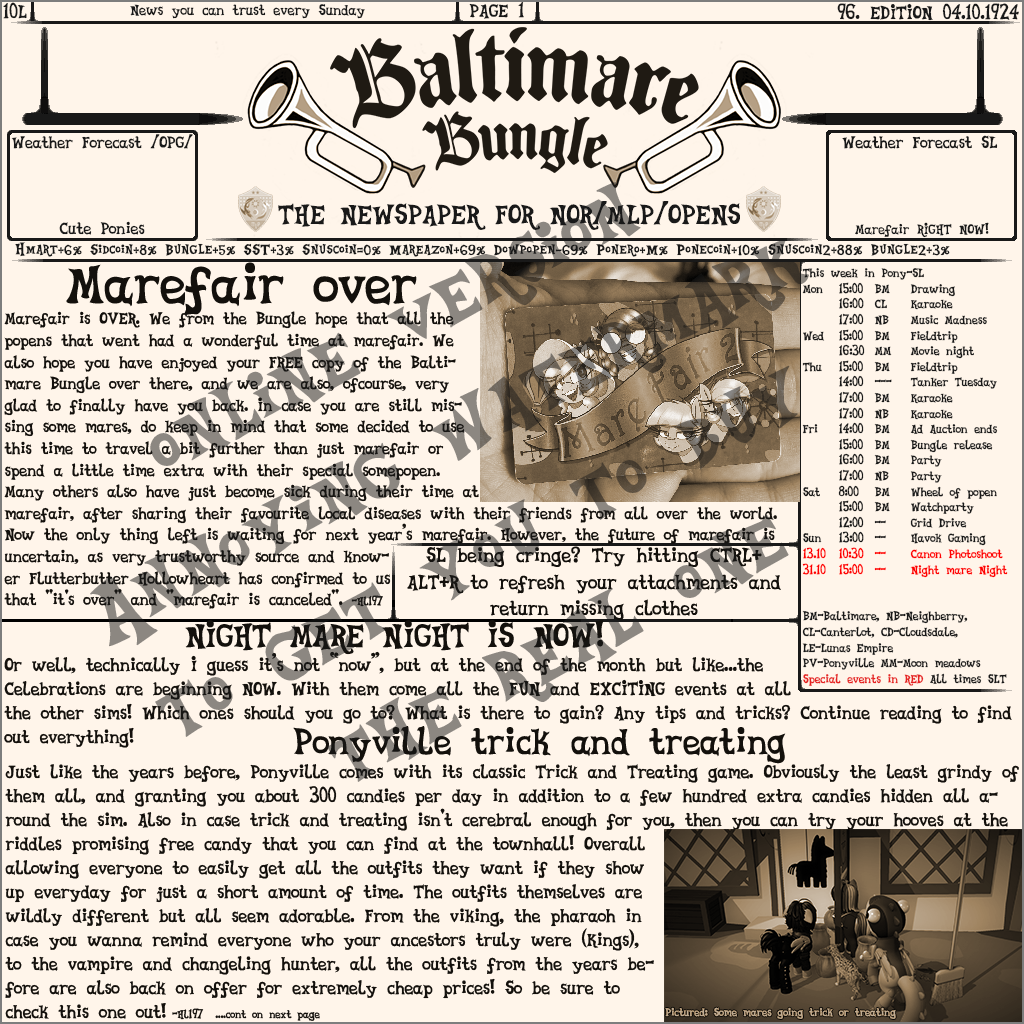 10L
News you can trust every Sunday
PAGE 1
96. EDITION 04.10.1924
Baltimare
Bungle
Weather Forecast /OPG/
Cute Ponies
Weather Forecast SL
Marefair RIGHT NOW!
THE NEWSPAPER FOR NOR/MLP/OPENS
HMART+6% SIDCOIN+8% BUNGLE+5% SST+3% SNUSCOIN=0% MAREAZON+69% DOWPOPEN-69% PONERO+M% PONECOIN+10% SNUSCOIN2+88% BUNGLE2+3%
Marefair over
Marefair is OVER. We from the Bungle hope that all the
popens that went had a wonderful time at marefair. We
also hope you have enjoyed your FREE copy of the Balti-
mare Bungle over there, and we are also, ofcourse, very
glad to finally have you back. in case you are still mis-
sing some mares, do keep in mind that some decided to use
this time to travel a bit further than just marefair or
spend a little time extra with their special somepopen.
Many others also have just become sick during their time at
marefair, after sharing their favourite local diseases with their friends from all over the world.
Now the only thing left is waiting for next year's marefair. However, the future of marefair is
uncertain, as very trustworthy source and know-
er Flutterbutter Hollowheart has confirmed to us
that "it's over" and "marefair is canceled". -HL197
Mare Fair
SL being cringe? Try hitting CTRL+
ALT+R to refresh your attachments and
return missing clothes
This week in Pony-SL
Mon 15:00 BM Drawing
16:00 CL Karaoke
17:00 NB Music Madness
Wed 15:00 BM Fieldtrip
16:30 MM Movie night
Thu 15:00 BM Fieldtrip
14:00 --- Tanker Tuesday
17:00 BM Karaoke
17:00 NB Karaoke
Fri 14:00 BM Ad Auction ends
15:00 BM Bungle release
16:00 BM Party
17:00 NB Party
Sat 8:00 BM Wheel of popen
15:00 BM Watchparty
12:00 -- Grid Drive
Sun 13:00 -- Havok Gaming
13.10 10:30 -- Canon Photoshoot
31.10 15:00 -- Night mare Night
BM-Baltimare, NB-Neighberry,
CL-Canterlot, CD-Cloudsdale,
LE-Lunas Empire
PV-Ponyville MM-Moon meadows
Special events in RED All times SLT
NIGHT MARE NIGHT IS NOW!
Or well, technically i guess it's not "now", but at the end of the month but like...the
Celebrations are beginning NOW. With them come all the FUN and EXCITING events at all
the other sims! Which ones should you go to? What is there to gain? Any tips and tricks? Continue reading to find
out everything!
Ponyville trick and treating
Just like the years before, Ponyville comes with its classic Trick and Treating game. Obviously the least grindy of
them all, and granting you about 300 candies per day in addition to a few hundred extra candies hidden all a-
round the sim. Also in case trick and treating isn't cerebral enough for you, then you can try your hooves at the
riddles promising free candy that you can find at the townhall! Overall
allowing everyone to easily get all the outfits they want if they show
up everyday for just a short amount of time. The outfits themselves are
wildly different but all seem adorable. From the viking, the pharaoh in
case you wanna remind everyone who your ancestors truly were (Kings),
to the vampire and changeling hunter, all the outfits from the years be-
fore are also back on offer for extremely cheap prices! So be sure to
check this one out! -HL197 ....cont on next page
Pictured: Some mares going trick or treating
ONLINE VERSION
ANNOYING WATERMARK
TO GET YOU TO BUY
THE REAL ONE